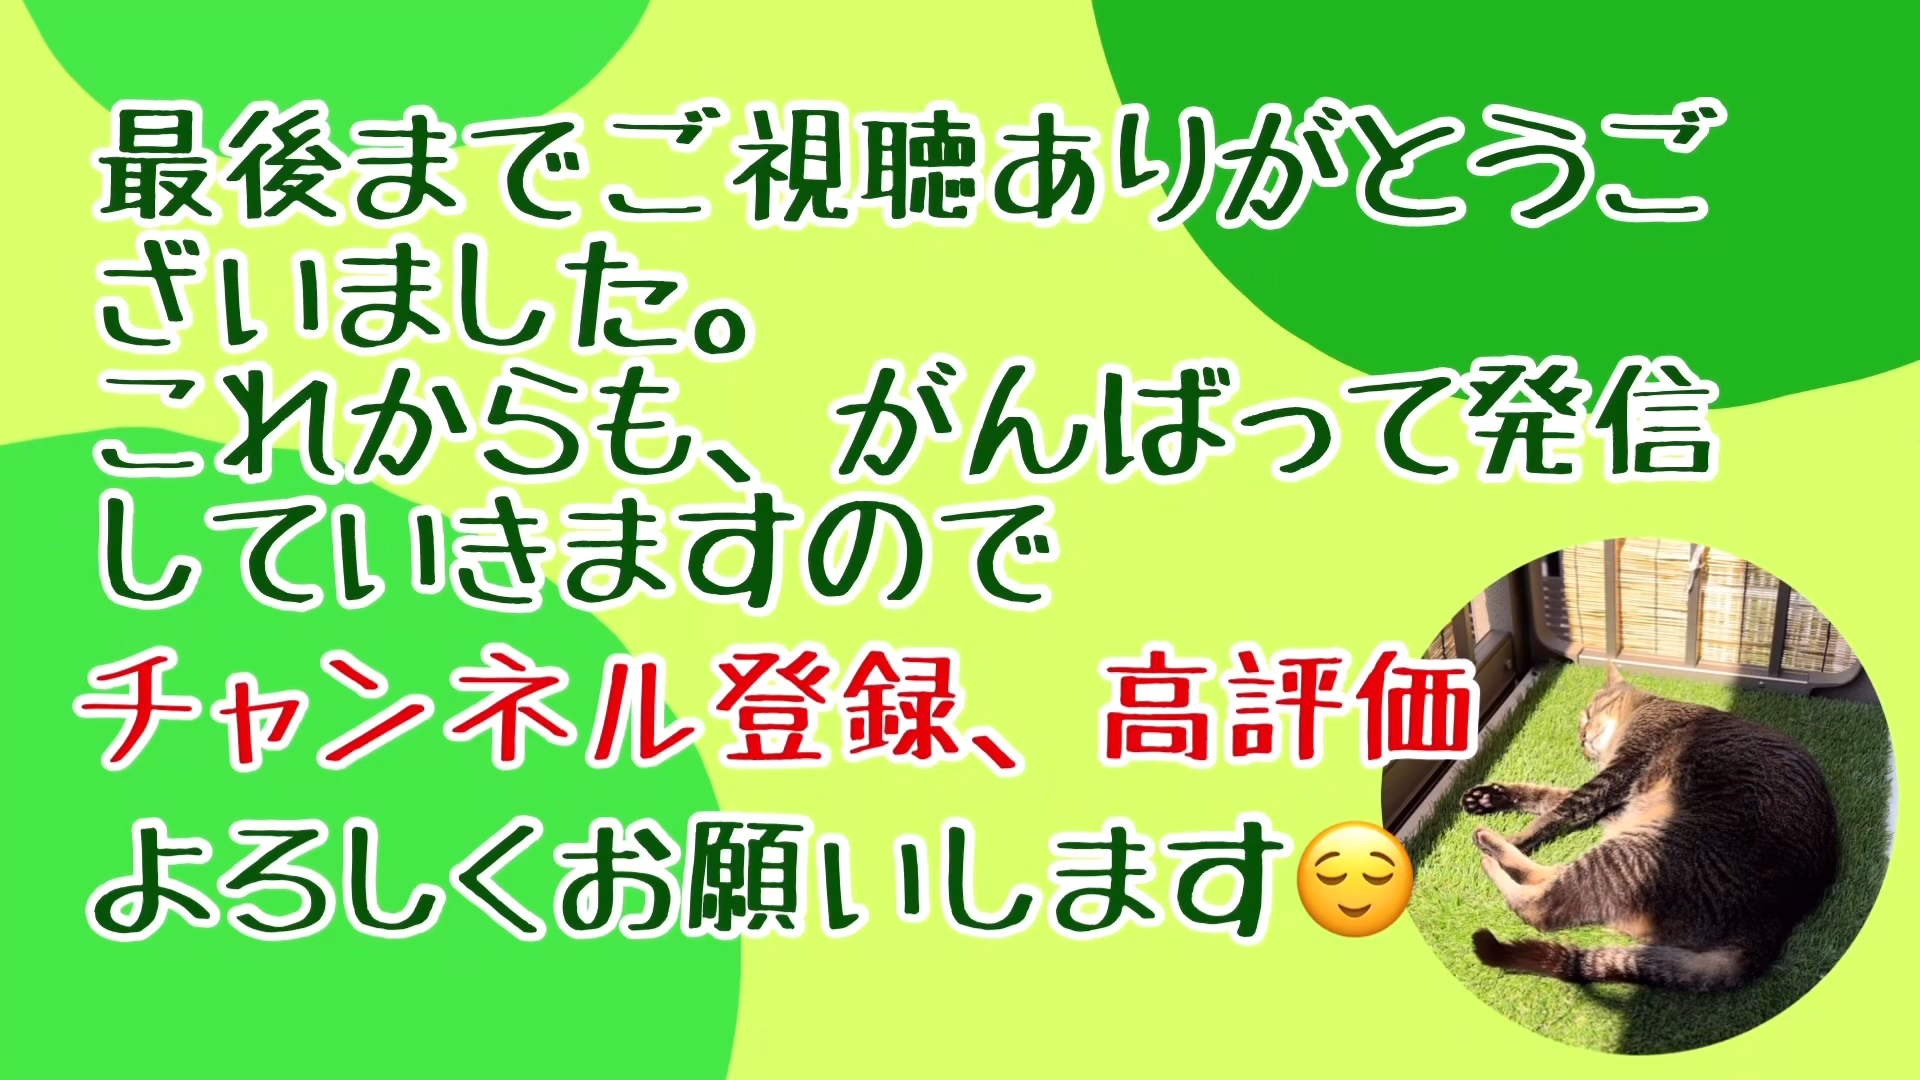 最後までご視聴ありがとうご
ざいました。
これからも、がんばって発信
していきますので
チャンネル登録、高評価
よろしくお願いします😌